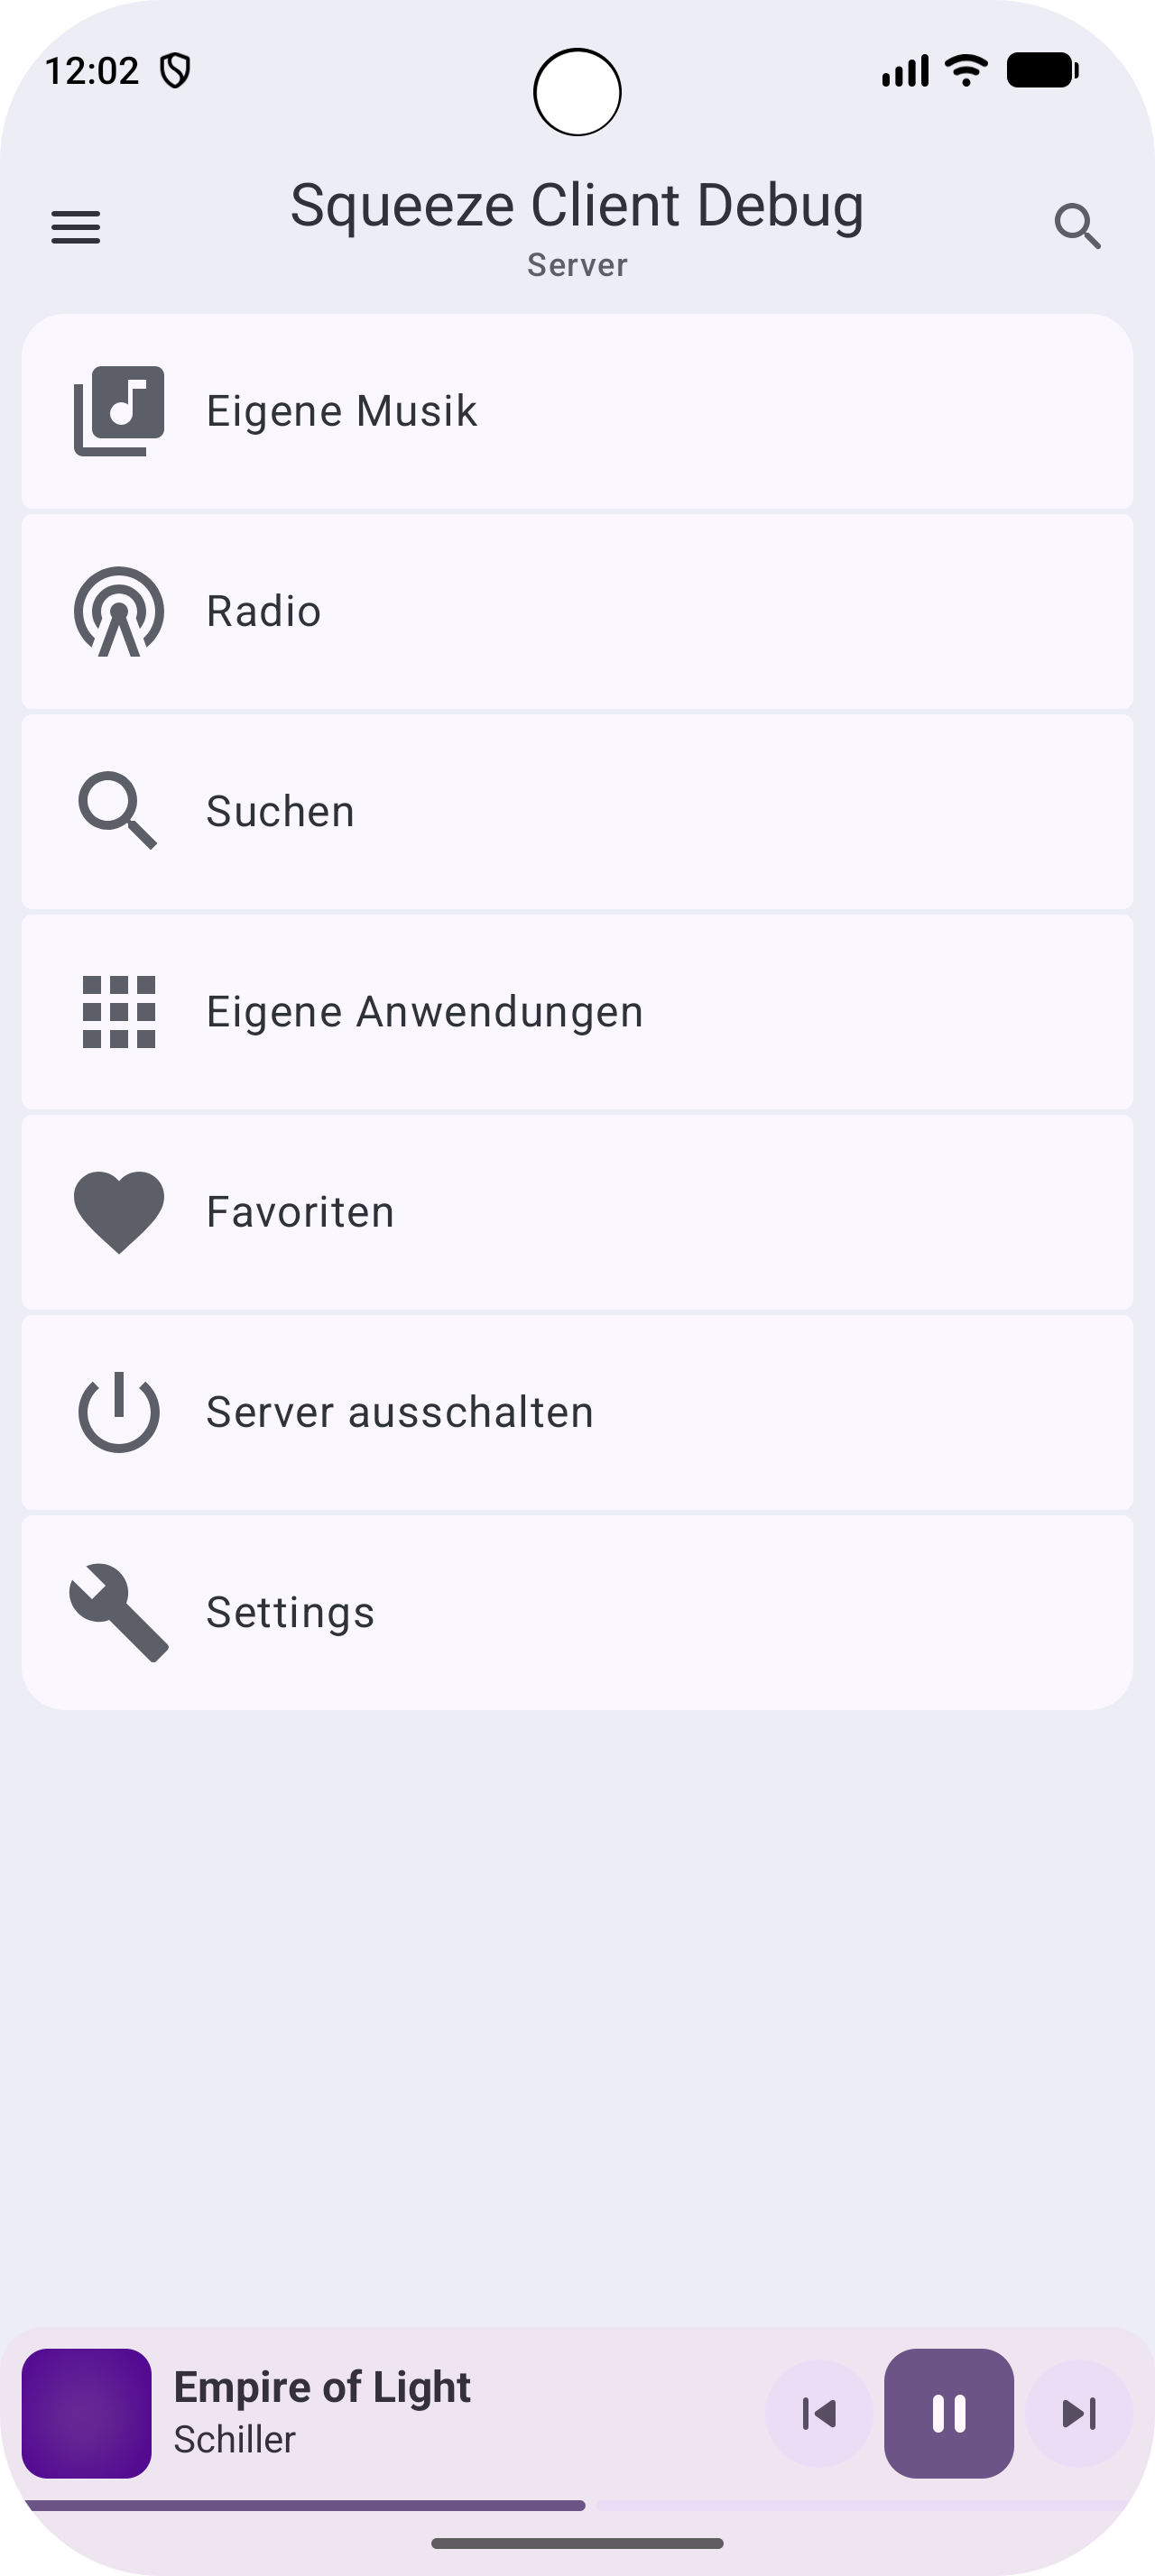 12:02
Squeeze Client Debug
Server
Eigene Musik
Radio
Suchen
Eigene Anwendungen
Favoriten
Server ausschalten
Settings
Empire of Light
Schiller